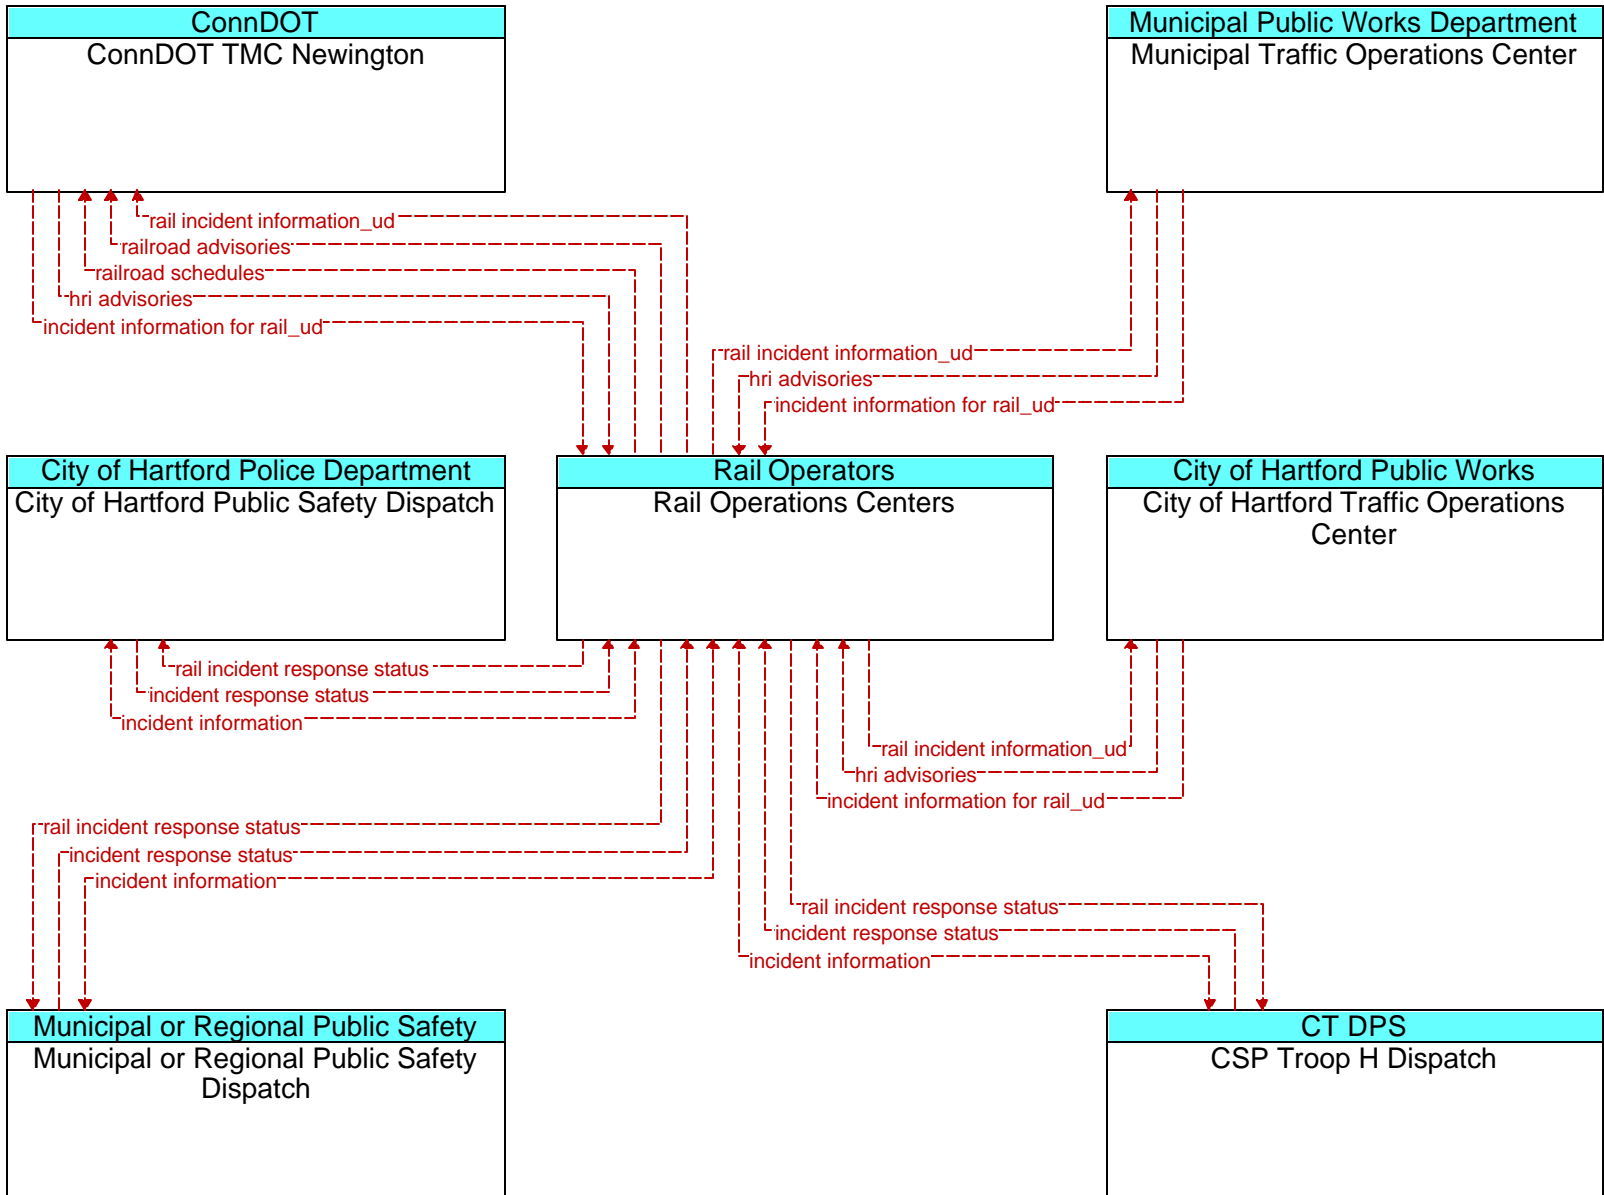 ConnDOT
ConnDOT TMC Newington
Municipal Public Works Department
Municipal Traffic Operations Center
rail incident information_ud
railroad advisories
railroad schedules
hri advisories
incident information for rail_ud
rail incident information_ud
hri advisories
incident information for rail_ud
City of Hartford Police Department
City of Hartford Public Safety Dispatch
Rail Operators
Rail Operations Centers
City of Hartford Public Works
City of Hartford Traffic Operations
Center
rail incident response status
incident response status
incident information
rail incident information_ud
hri advisories
incident information for rail_ud
rail incident response status
incident response status
incident information
rail incident response status
incident response status
incident information
Municipal or Regional Public Safety
Municipal or Regional Public Safety
Dispatch
CT DPS
CSP Troop H Dispatch